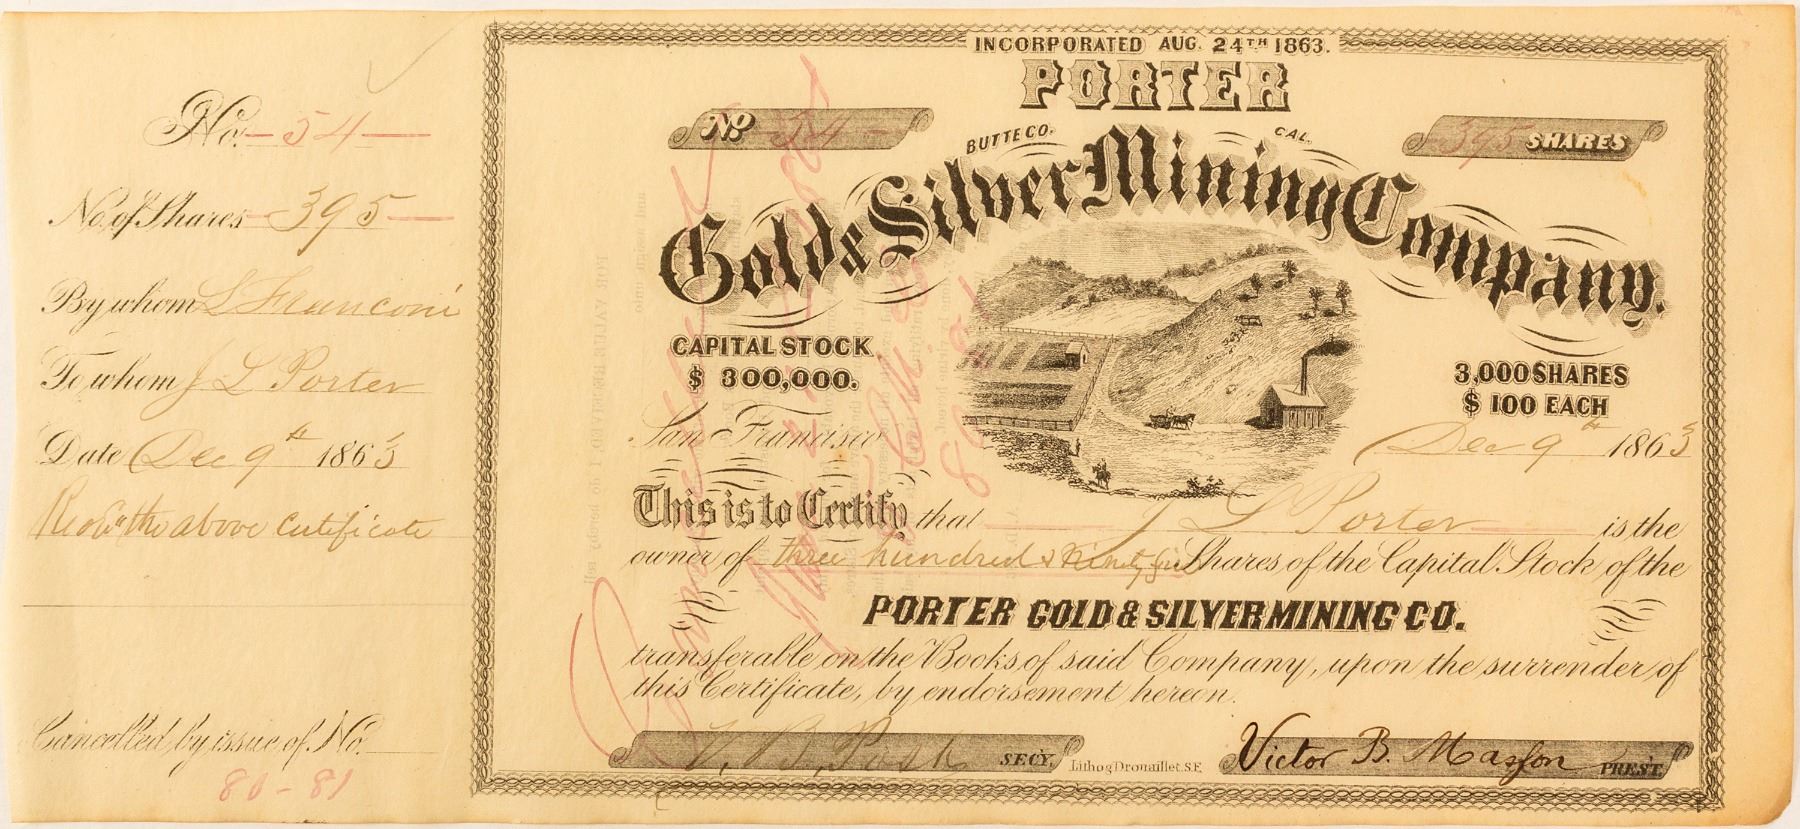 No. 54
No. of Shares 395
By whom L Franconi
To whom J L Porter
Date Dec 9th 1863
the above certificate
Cancelled by issue of No.
80-81
INCORPORATED AUG. 24TH 1863.
PORTER
No 54
BUTTE CO. CAL.
395 SHARES
Gold & Silver Mining Company.
CAPITAL STOCK
$ 300,000.
3,000 SHARES
$ 100 EACH
San Francisco Dec 9th 1863
This is to Certify that J L Porter is the
owner of three hundred & Ninety five Shares of the Capital Stock of the
PORTER GOLD & SILVER MINING CO.
transferable on the Books of said Company, upon the surrender of
this Certificate, by endorsement hereon.
SECY.
Lithog Drouaillet. S.F.
Victor B. Masson PREST.